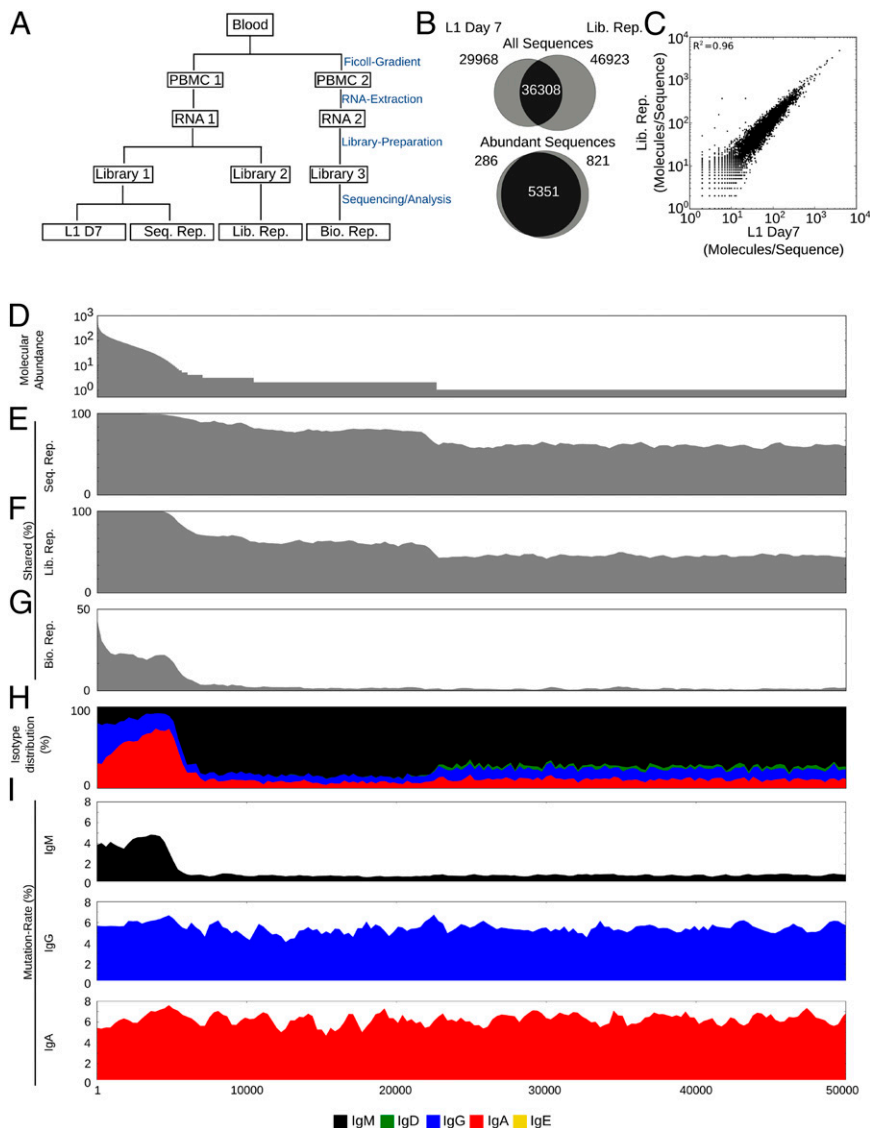 A
Blood
Ficoll-Gradient
PBMC 1
PBMC 2
RNA-Extraction
RNA 1
RNA 2
Library-Preparation
Library 1
Library 2
Library 3
Sequencing/Analysis
L1 D7
Seq. Rep.
Lib. Rep.
Bio. Rep.
B
L1 Day 7
Lib. Rep.
All Sequences
29968
46923
36308
Abundant Sequences
286
821
5351
C
R²=0.96
Lib. Rep.
(Molecules/Sequence)
10⁴
10³
10²
10¹
10⁰
10⁰
10¹
10²
10³
10⁴
L1 Day7
(Molecules/Sequence)
D
Molecular
Abundance
10³
10²
10¹
10⁰
E
Seq. Rep.
100
0
F
Shared (%)
Lib. Rep.
100
0
G
Bio. Rep.
50
0
H
Isotype
distribution
(%)
100
0
I
Mutation-Rate (%)
IgM
8
6
4
2
0
IgG
8
6
4
2
0
IgA
8
6
4
2
0
1
10000
20000
30000
40000
50000
IgM
IgD
IgG
IgA
IgE